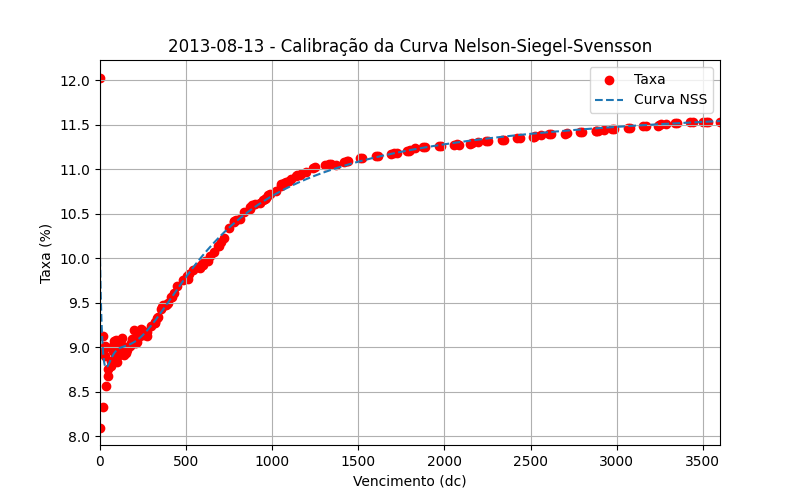 2013-08-13 - Calibração da Curva Nelson-Siegel-Svensson
Taxa
Curva NSS
Taxa (%)
12.0
11.5
11.0
10.5
10.0
9.5
9.0
8.5
8.0
0 500 1000 1500 2000 2500 3000 3500
Vencimento (dc)